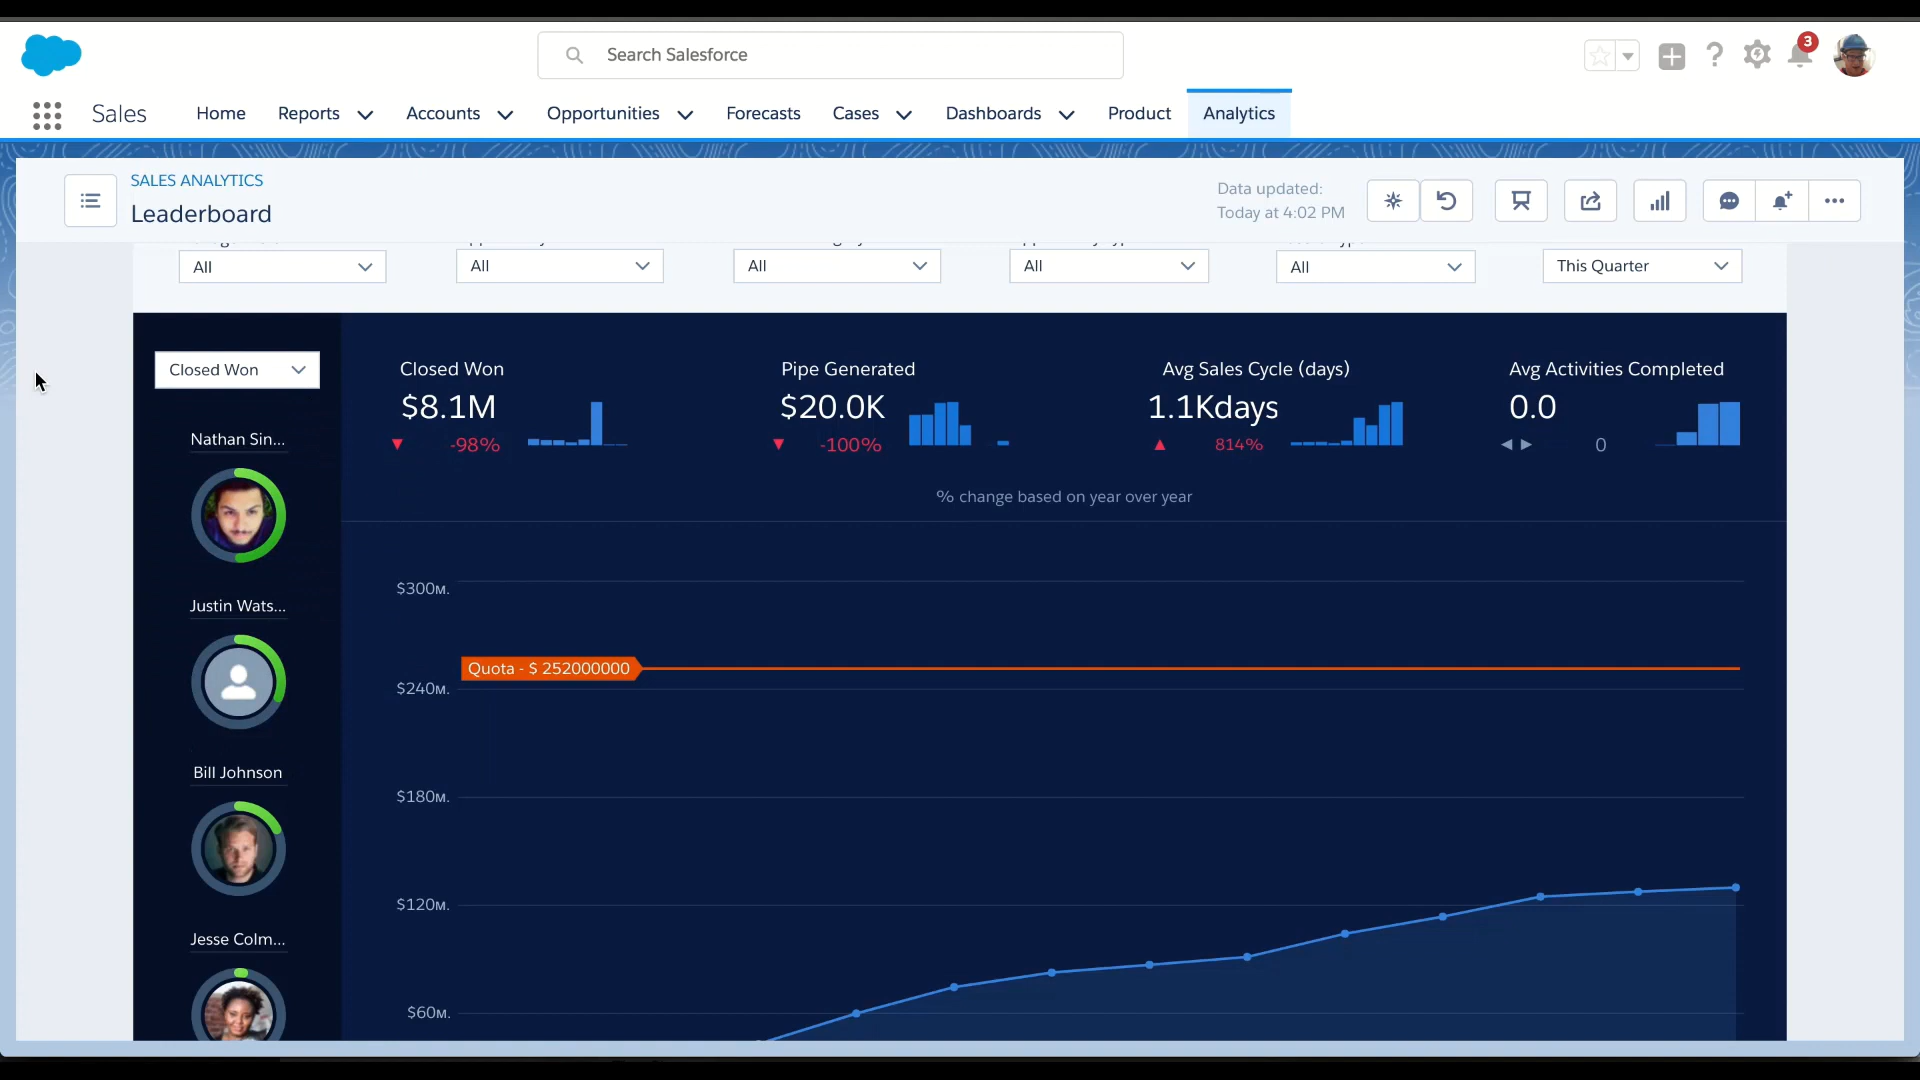 Search Salesforce
3
Sales Home Reports Accounts Opportunities Forecasts Cases Dashboards Product Analytics
SALES ANALYTICS
Leaderboard
Data updated:
Today at 4:02 PM
All All All All All This Quarter
Closed Won
Closed Won Pipe Generated Avg Sales Cycle (days) Avg Activities Completed
$8.1M $20.0K 1.1Kdays 0.0
-98% -100% 814% 0
% change based on year over year
Nathan Sin...
Justin Wats...
Bill Johnson
Jesse Colm...
$300M.
Quota - $ 252000000
$240M.
$180M.
$120M.
$60M.